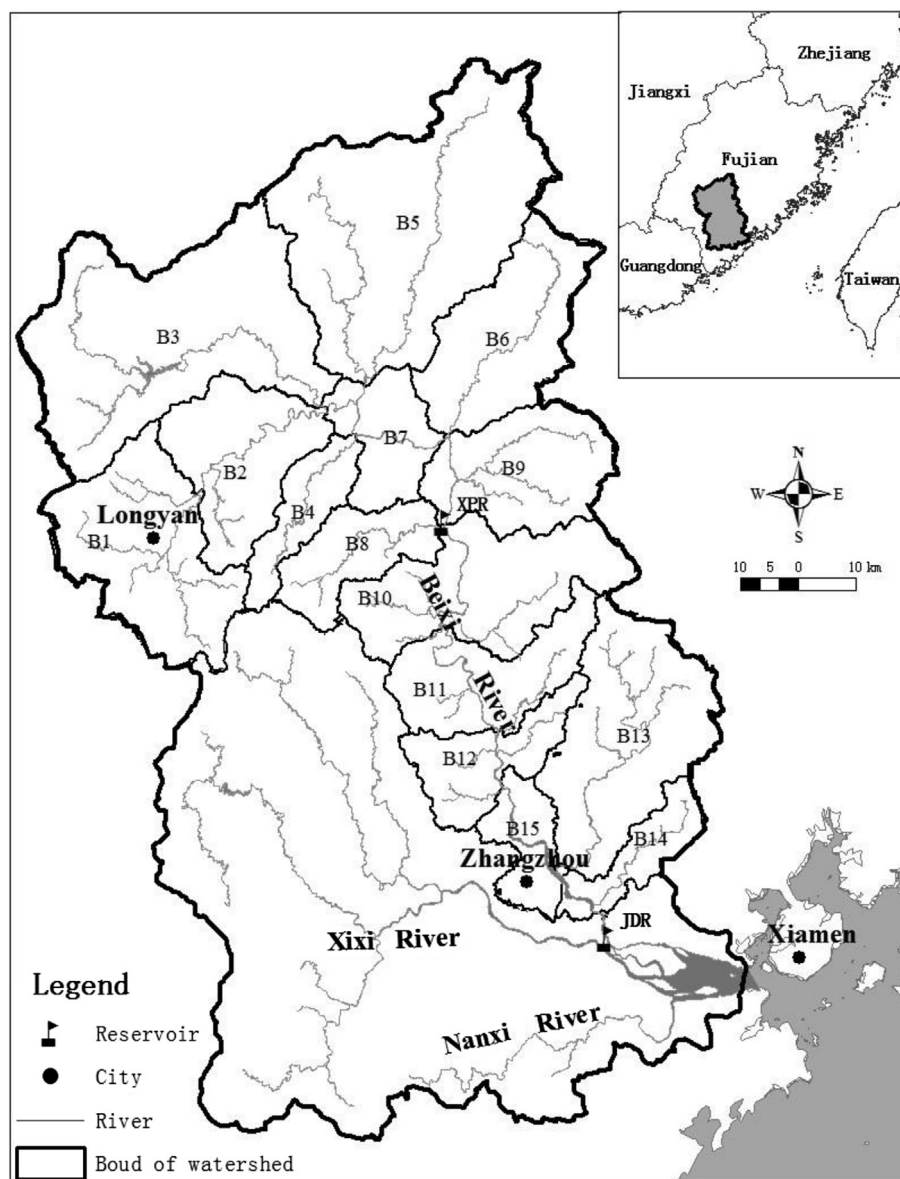 Zhejiang
Jiangxi
Fujian
Guangdong
Taiwan
B5
B6
B3
B7
B2
B9
B4
XPR
Longyan
B1
B8
Beixi
B10
River
B11
B13
B12
B15
B14
Zhangzhou
JDR
Xiamen
Xixi River
Nanxi River
N
W E
S
10 5 0 10 km
Legend
Reservoir
City
River
Boud of watershed